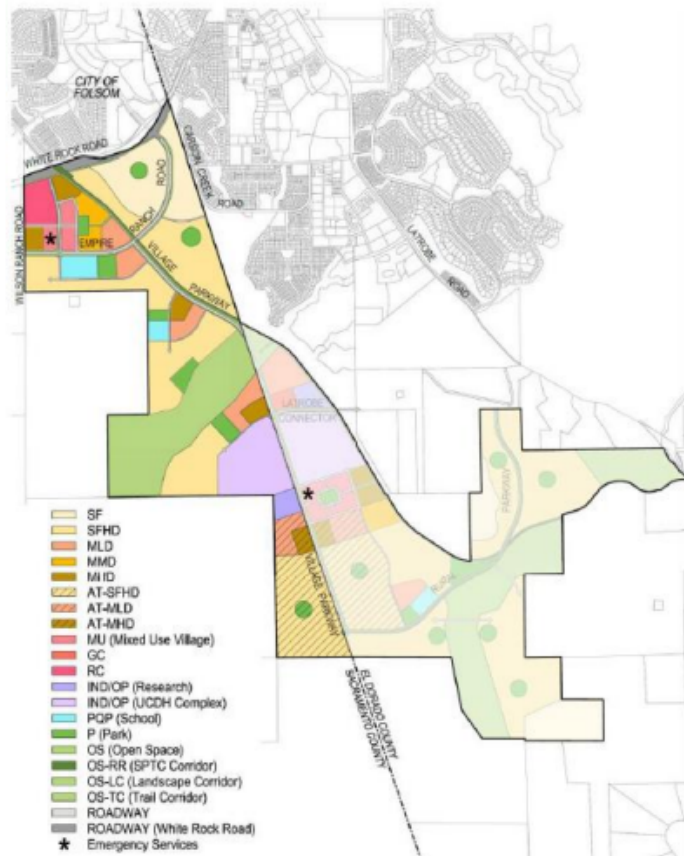 CITY OF
FOLSOM
WHITE ROCK ROAD
CARSON CREEK
ROAD
ROAD
WILSON RANCH ROAD
EMPIRE
RANCH
VILLAGE
PARKWAY
LATROBE
ROAD
LATROBE
CONNECTOR
PARKWAY
VILLAGE PARKWAY
EL DORADO COUNTY
SACRAMENTO COUNTY
SF
SFHD
MLD
MMD
MHD
AT-SFHD
AT-MLD
AT-MHD
MU (Mixed Use Village)
GC
RC
IND/OP (Research)
IND/OP (UCDH Complex)
PQP (School)
P (Park)
OS (Open Space)
OS-RR (SPTC Corridor)
OS-LC (Landscape Corridor)
OS-TC (Trail Corridor)
ROADWAY
ROADWAY (White Rock Road)
* Emergency Services